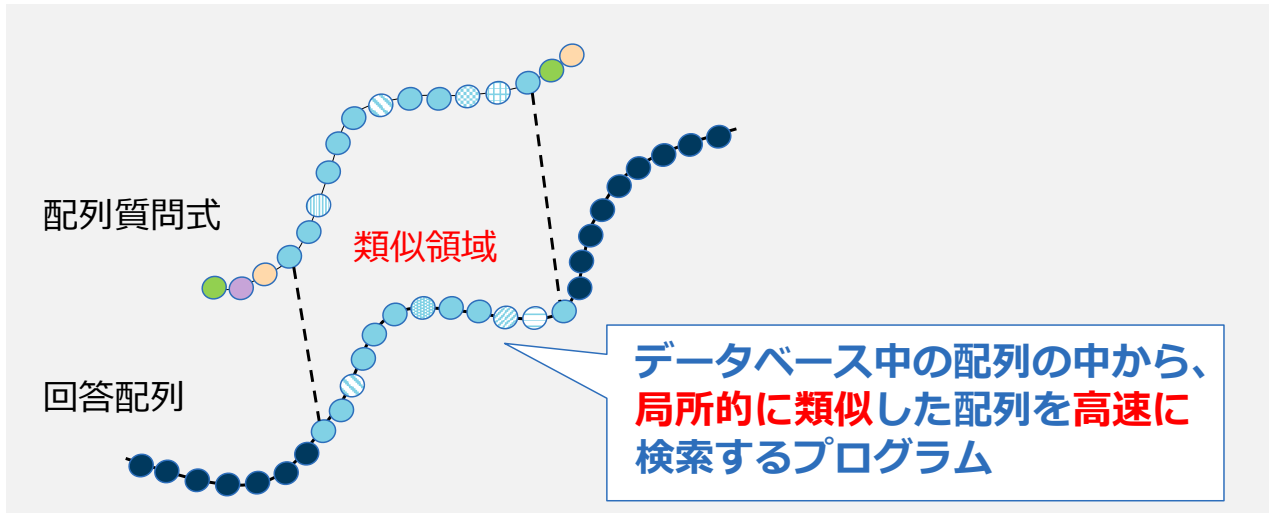 配列質問式
類似領域
回答配列
データベース中の配列の中から、
局所的に類似した配列を高速に
検索するプログラム